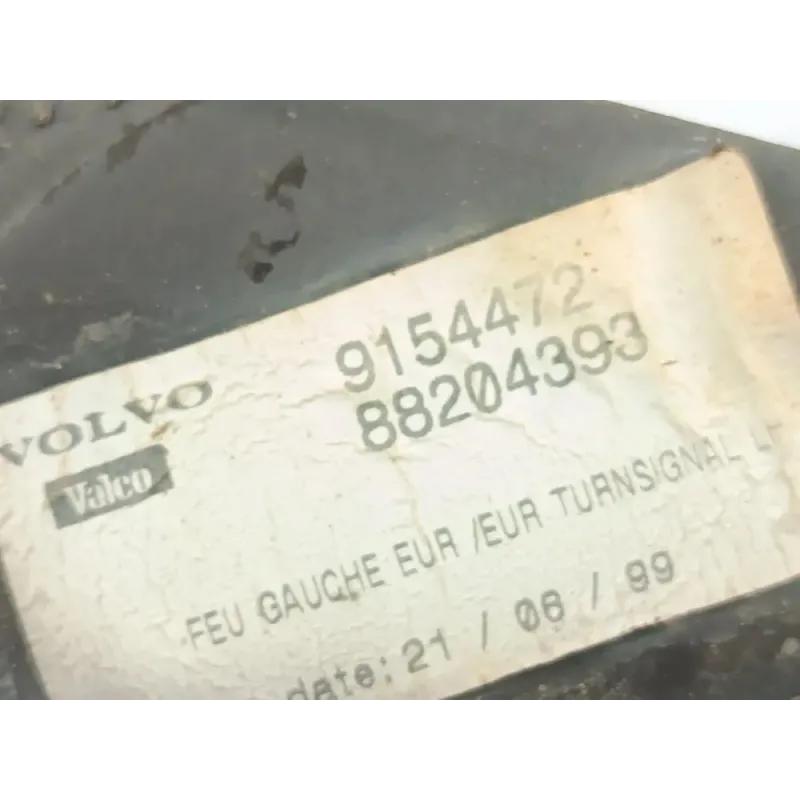 9154472
VOLVO 88204393
Valeo
FEU GAUCHE EUR /EUR TURNSIGNAL
date: 21 / 06 / 99